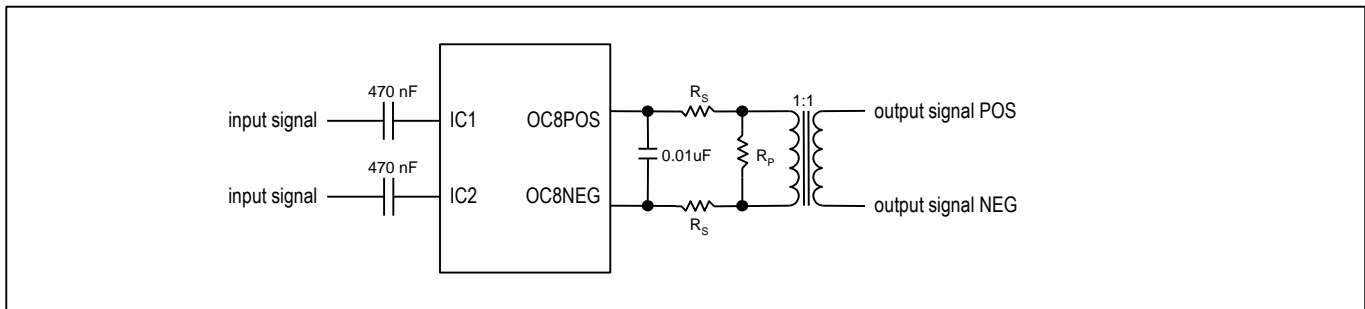 470 nF
input signal
IC1
OC8POS
R_S
1:1
output signal POS
0.01uF
R_P
470 nF
input signal
IC2
OC8NEG
R_S
output signal NEG